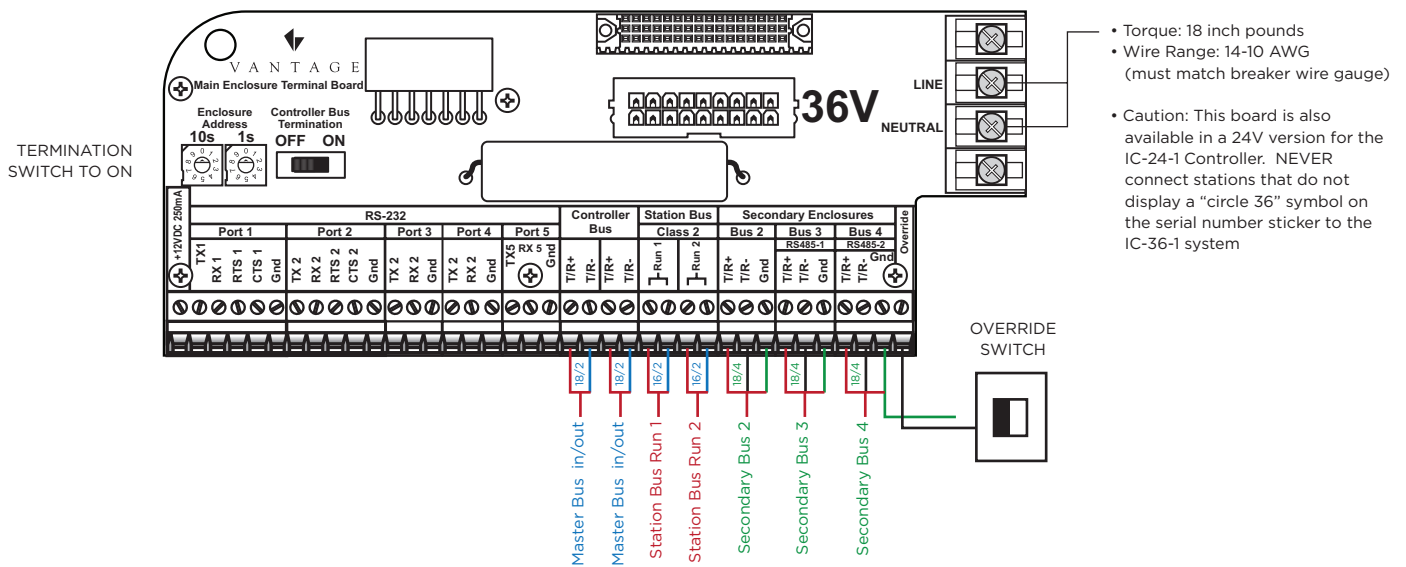 VANTAGE
Main Enclosure Terminal Board
Enclosure
Address
10s 1s
Controller Bus
Termination
OFF ON
TERMINATION
SWITCH TO ON
36V
LINE
NEUTRAL
• Torque: 18 inch pounds
• Wire Range: 14-10 AWG
(must match breaker wire gauge)
• Caution: This board is also
available in a 24V version for the
IC-24-1 Controller. NEVER
connect stations that do not
display a “circle 36” symbol on
the serial number sticker to the
IC-36-1 system
+12VDC 250mA
RS-232
Port 1
TX1
RX 1
RTS 1
CTS 1
Gnd
Port 2
TX 2
RX 2
RTS 2
CTS 2
Gnd
Port 3
TX 2
RX 2
Gnd
Port 4
TX 2
RX 2
Gnd
Port 5
TX5
RX 5
Gnd
Controller
Bus
T/R+
T/R-
T/R+
T/R-
Station Bus
Class 2
Run 1
Run 2
Secondary Enclosures
Bus 2
T/R+
T/R-
Gnd
Bus 3
RS485-1
T/R+
T/R-
Gnd
Bus 4
RS485-2
T/R+
T/R-
Gnd
Override
OVERRIDE
SWITCH
18/2
18/2
16/2
16/2
18/4
18/4
18/4
Master Bus in/out
Master Bus in/out
Station Bus Run 1
Station Bus Run 2
Secondary Bus 2
Secondary Bus 3
Secondary Bus 4